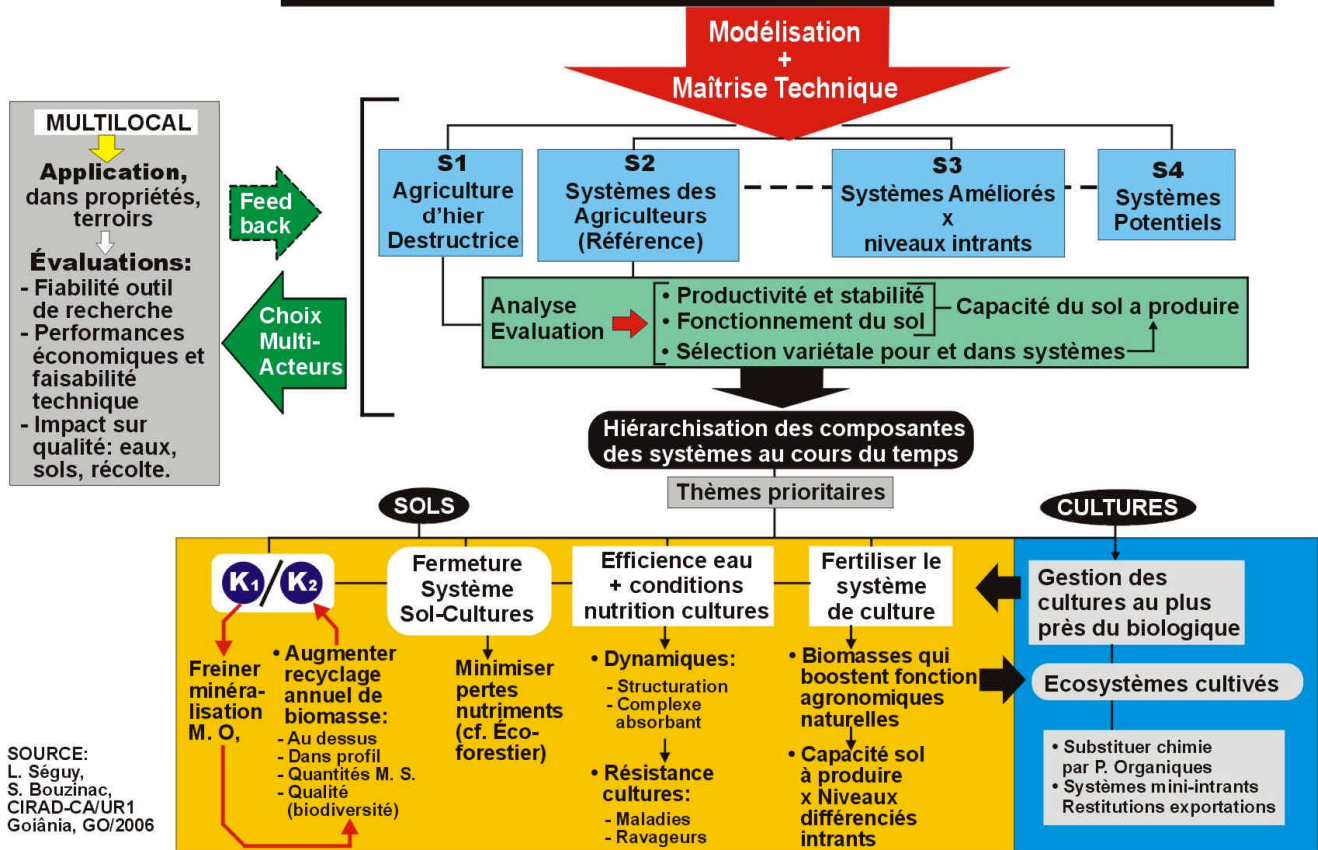 Modélisation
+
Maîtrise Technique
MULTILOCAL
Application,
dans propriétés,
terroirs
Évaluations:
- Fiabilité outil
de recherche
- Performances
économiques et
faisabilité
technique
- Impact sur
qualité: eaux,
sols, récolte.
Feed
back
Choix
Multi-
Acteurs
S1
Agriculture
d'hier
Destructrice
S2
Systèmes des
Agriculteurs
(Référence)
S3
Systèmes Améliorés
x
niveaux intrants
S4
Systèmes
Potentiels
Analyse
Evaluation
• Productivité et stabilité
• Fonctionnement du sol
• Sélection variétale pour et dans systèmes
Capacité du sol a produire
Hiérarchisation des composantes
des systèmes au cours du temps
Thèmes prioritaires
SOLS
CULTURES
K1/K2
Freiner
minéra-
lisation
M. O,
• Augmenter
recyclage
annuel de
biomasse:
- Au dessus
- Dans profil
- Quantités M. S.
- Qualité
(biodiversité)
Fermeture
Système
Sol-Cultures
Minimiser
pertes
nutriments
(cf. Éco-
forestier)
Efficience eau
+ conditions
nutrition cultures
• Dynamiques:
- Structuration
- Complexe
absorbant
• Résistance
cultures:
- Maladies
- Ravageurs
Fertiliser le
système
de culture
• Biomasses qui
boostent fonction
agronomiques
naturelles
• Capacité sol
à produire
x Niveaux
différenciés
intrants
Gestion des
cultures au plus
près du biologique
Ecosystèmes cultivés
• Substituer chimie
par P. Organiques
• Systèmes mini-intrants
Restitutions exportations
SOURCE:
L. Séguy,
S. Bouzinac,
CIRAD-CA/UR1
Goiânia, GO/2006